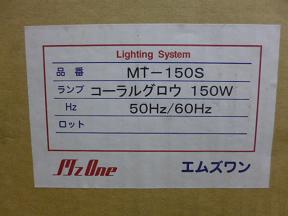 Lighting System
品番 MT-150S
ランプ コーラルグロウ 150W
Hz 50Hz/60Hz
ロット
MzOne エムズワン